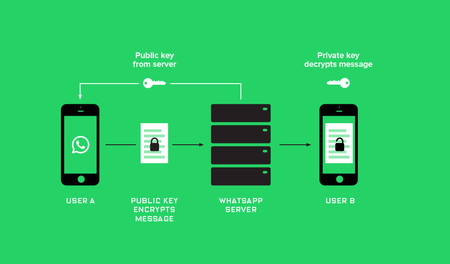 Public key
from server
Private key
decrypts message
USER A
PUBLIC KEY
ENCRYPTS
MESSAGE
WHATSAPP
SERVER
USER B